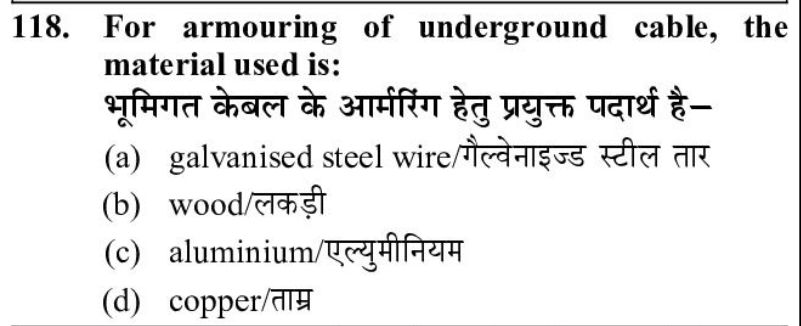 118. For armouring of underground cable, the
material used is:
भूमिगत केबल के आर्मरिंग हेतु प्रयुक्त पदार्थ है–
(a) galvanised steel wire/गैल्वेनाइज्ड स्टील तार
(b) wood/लकड़ी
(c) aluminium/एल्युमीनियम
(d) copper/ताम्र